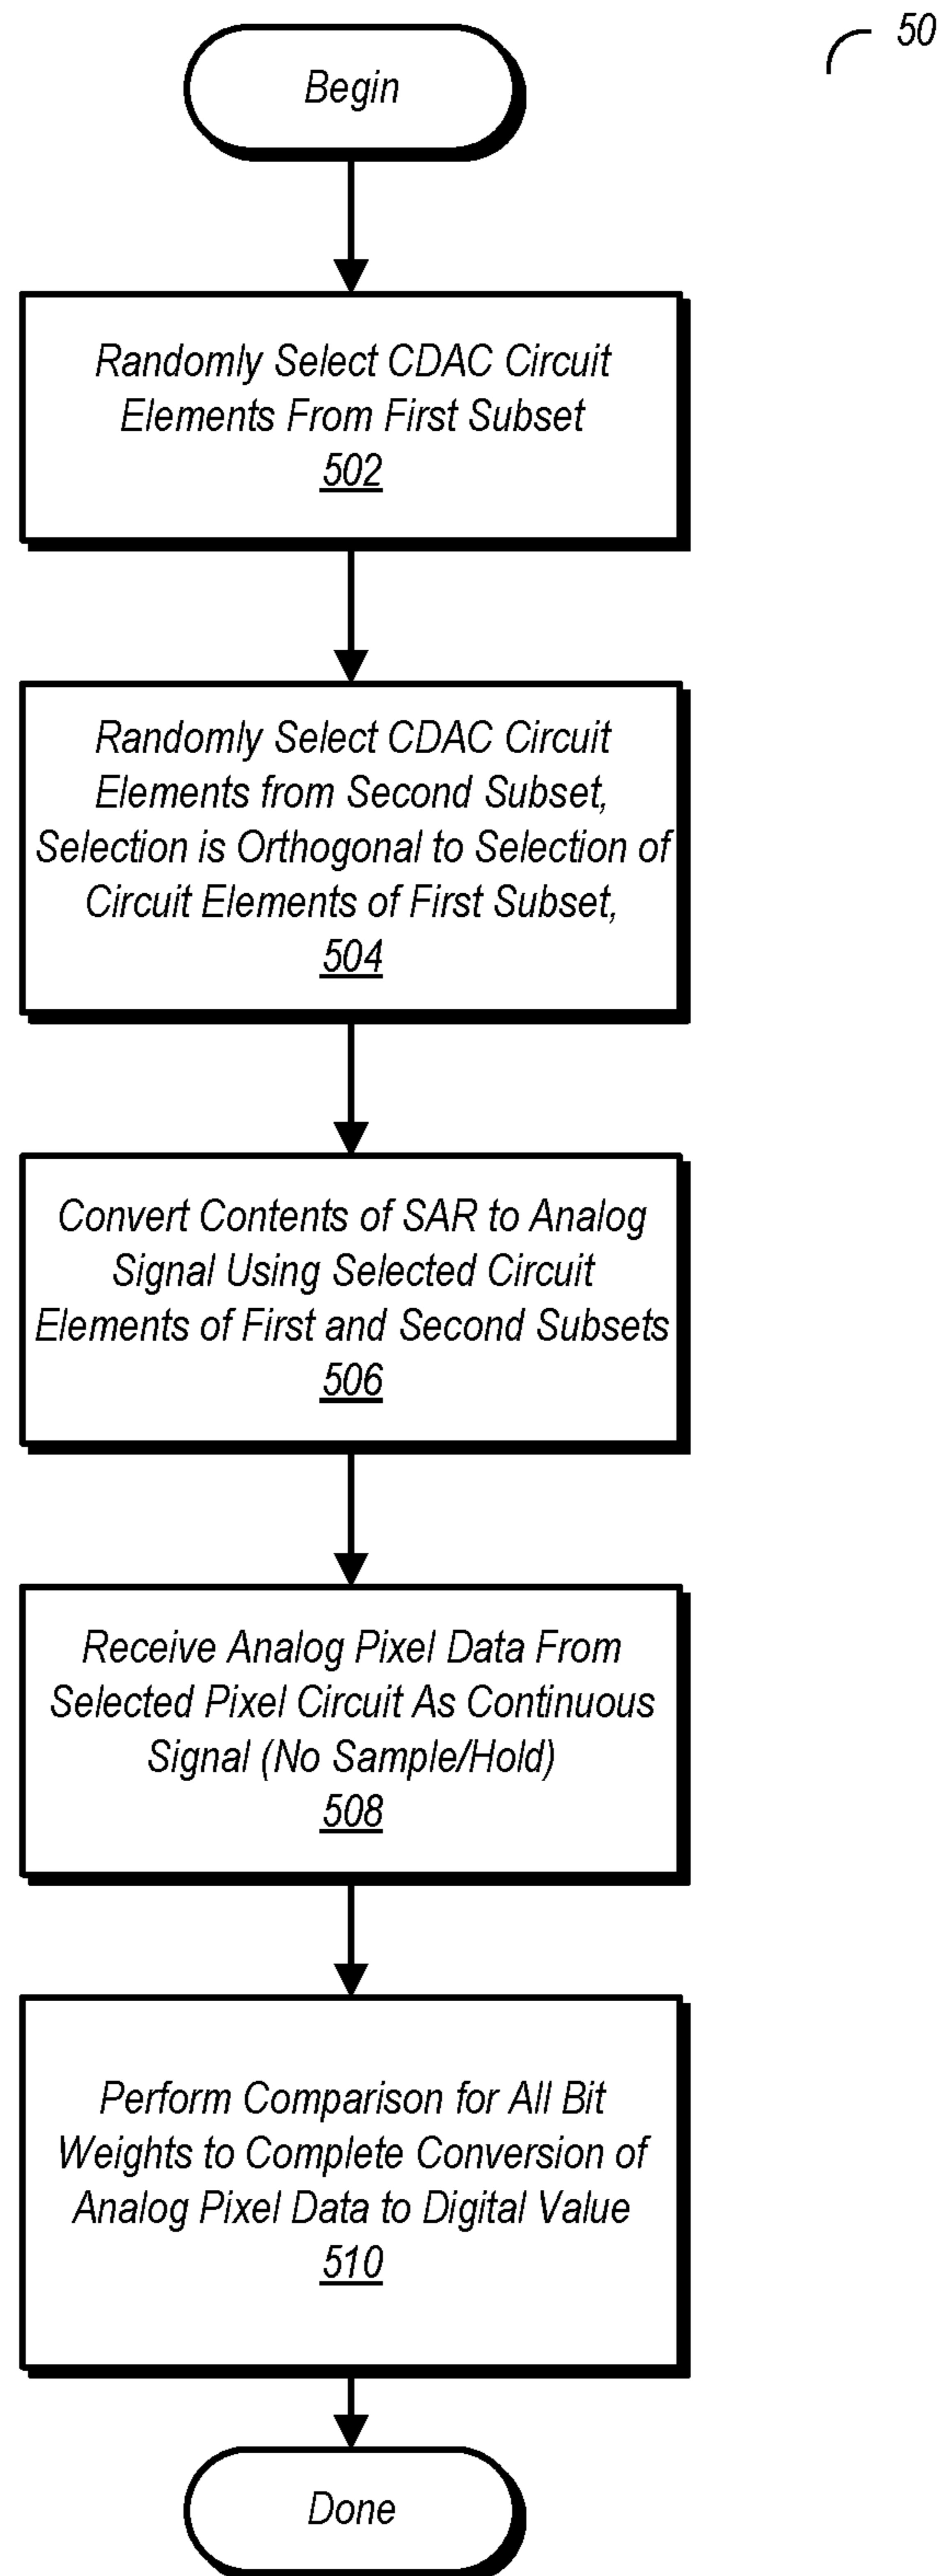 50
Begin
Randomly Select CDAC Circuit
Elements From First Subset
502
Randomly Select CDAC Circuit
Elements from Second Subset,
Selection is Orthogonal to Selection of
Circuit Elements of First Subset,
504
Convert Contents of SAR to Analog
Signal Using Selected Circuit
Elements of First and Second Subsets
506
Receive Analog Pixel Data From
Selected Pixel Circuit As Continuous
Signal (No Sample/Hold)
508
Perform Comparison for All Bit
Weights to Complete Conversion of
Analog Pixel Data to Digital Value
510
Done